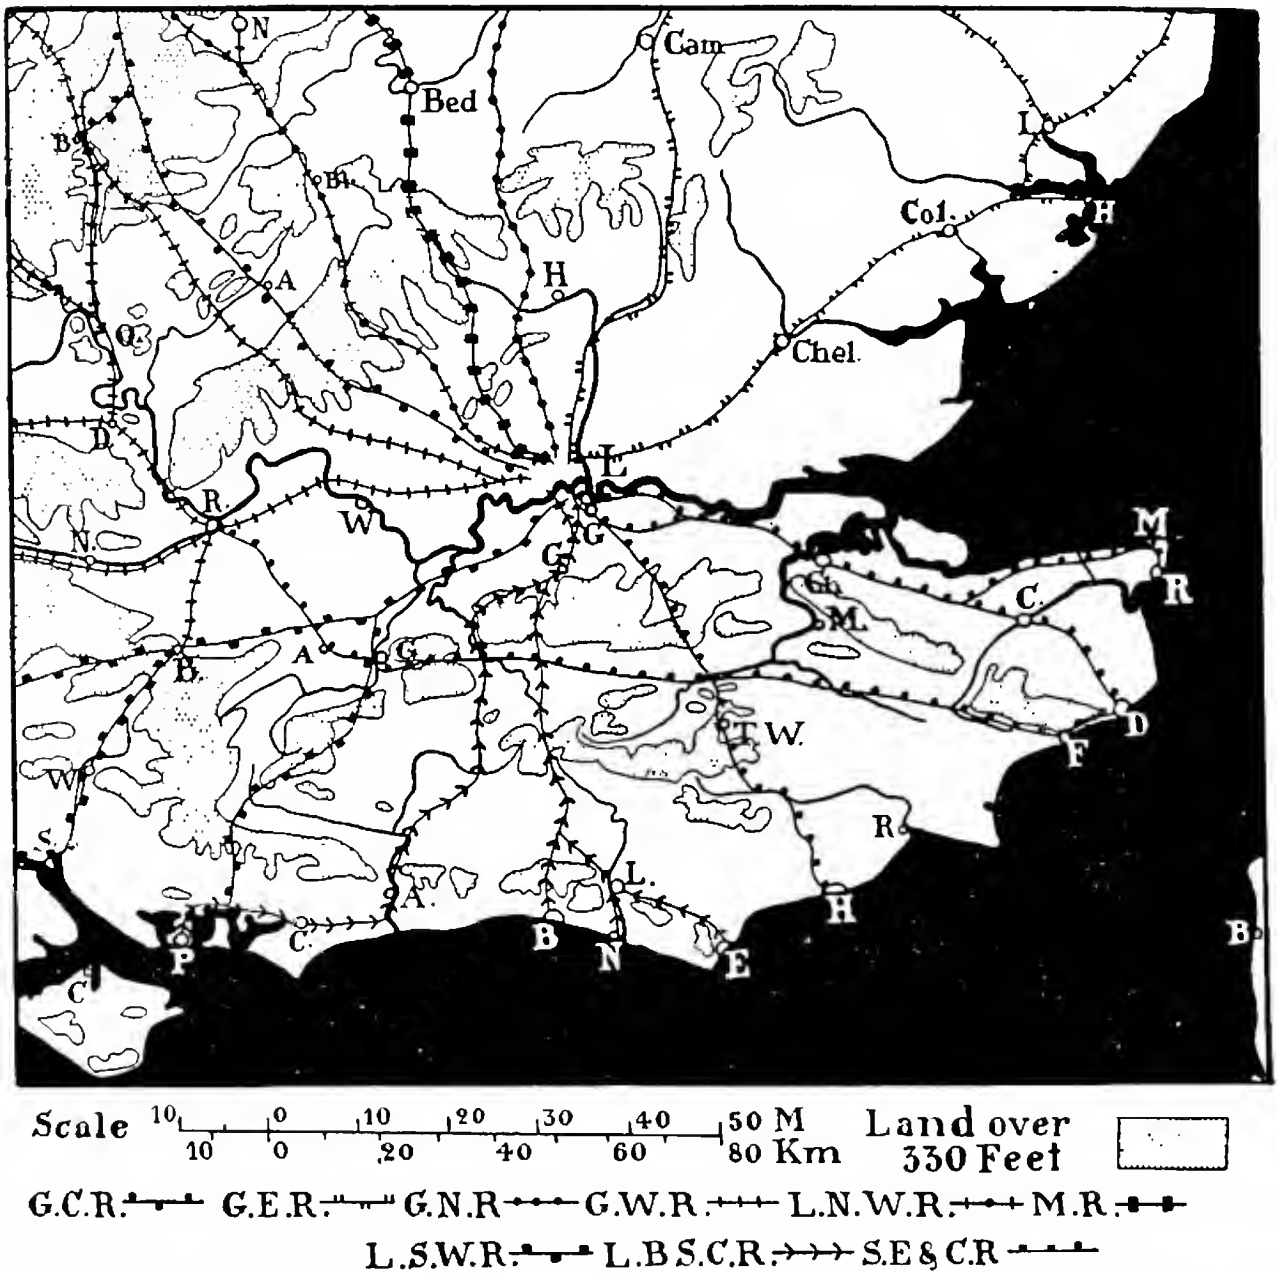 N
Cam
Bed
B
L
Bl.
Col.
H
A
H
O.
Chel.
D.
L
R.
W
N.
G
C
M
R
Gh.
C.
M.
B.
A
G.
D
T W.
F
W
R
S.
L.
A.
H
C.
B
N
E
P
B
C
Scale 10 0 10 20 30 40 50 M
10 0 20 40 60 80 Km
Land over
330 Feet
G.C.R. G.E.R. G.N.R G.W.R. L.N.W.R. M.R.
L.S.W.R. L.B S.C.R. S.E & C.R